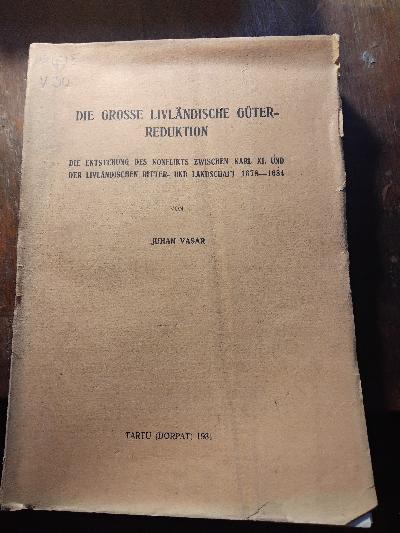 DIE GROSSE LIVLÄNDISCHE GÜTER-
REDUKTION
DIE ENTSTEHUNG DES KONFLIKTS ZWISCHEN KARL XI. UND
DER LIVLÄNDISCHEN RITTER- UND LANDSCHAFT 1678—1684
VON
JUHAN VASAR
TARTU (DORPAT) 1931